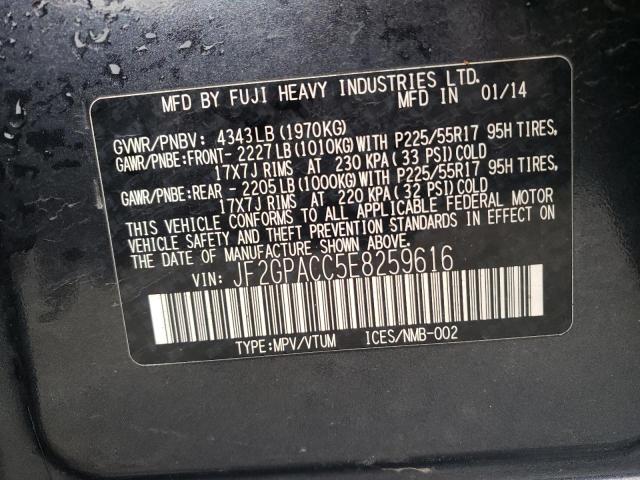 MFD BY FUJI HEAVY INDUSTRIES LTD.
MFD IN 01/14
GVWR/PNBV: 4343LB(1970KG)
GAWR/PNBE:FRONT-2227LB(1010KG)WITH P225/55R17 95H TIRES,
17X7J RIMS AT 230 KPA(33 PSI)COLD
GAWR/PNBE:REAR -2205LB(1000KG)WITH P225/55R17 95H TIRES,
17X7J RIMS AT 220 KPA(32 PSI)COLD
THIS VEHICLE CONFORMS TO ALL APPLICABLE FEDERAL MOTOR
VEHICLE SAFETY AND THEFT PREVENTION STANDARDS IN EFFECT ON
THE DATE OF MANUFACTURE SHOWN ABOVE.
VIN: JF2GPACC5E8259616
TYPE:MPV/VTUM ICES/NMB-002